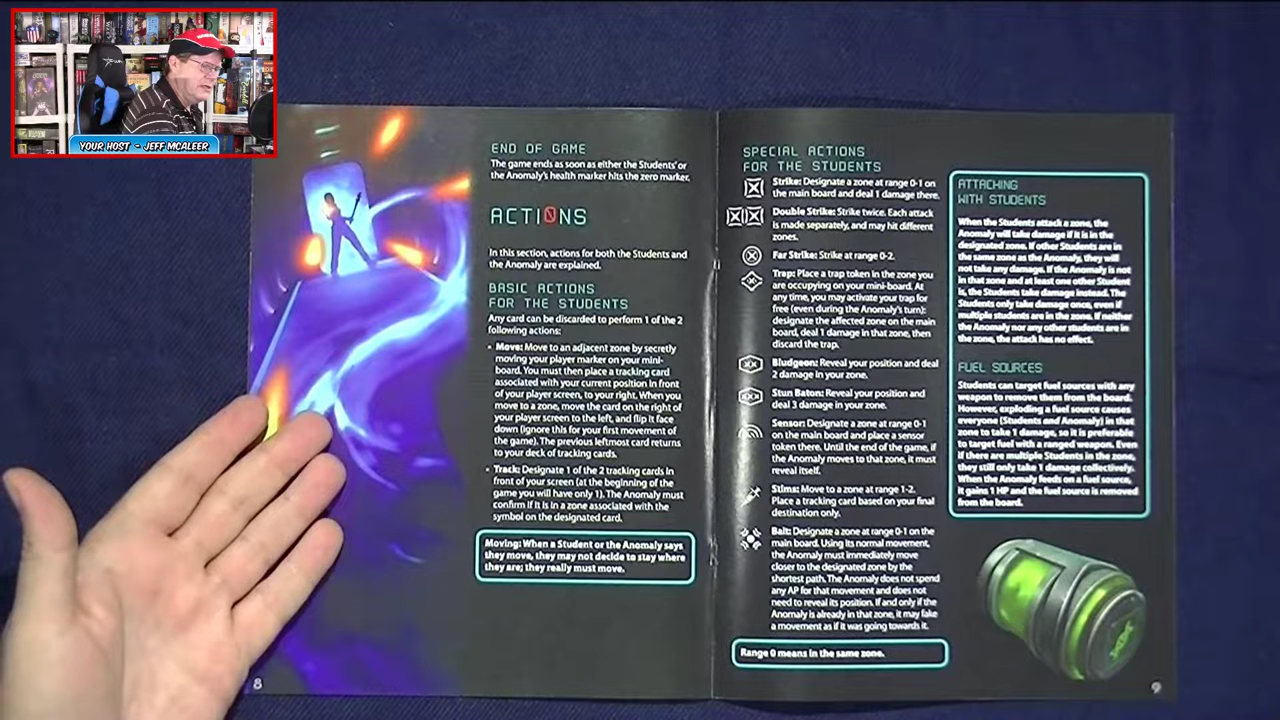 YOUR HOST - JEFF MCALEER
END OF GAME
The game ends as soon as either the Students' or
the Anomaly's health marker hits the zero marker.
ACTI0NS
In this section, actions for both the Students and
the Anomaly are explained.
BASIC ACTIONS
FOR THE STUDENTS
Any card can be discarded to perform 1 of the 2
following actions:
• Move: Move to an adjacent zone by secretly
moving your player marker on your mini-
board. You must then place a tracking card
associated with your current position in front
of your player screen, to your right. When you
move to a zone, move the card on the right of
your player screen to the left, and flip it face
down (ignore this for your first movement of
the game). The previous leftmost card returns
to your deck of tracking cards.
• Track: Designate 1 of the 2 tracking cards in
front of your screen (at the beginning of the
game you will have only 1). The Anomaly must
confirm if it is in a zone associated with the
symbol on the designated card.
Moving: When a Student or the Anomaly says
they move, they may not decide to stay where
they are; they really must move.
8
SPECIAL ACTIONS
FOR THE STUDENTS
Strike: Designate a zone at range 0-1 on
the main board and deal 1 damage there.
Double Strike: Strike twice. Each attack
is made separately, and may hit different
zones.
Far Strike: Strike at range 0-2.
Trap: Place a trap token in the zone you
are occupying on your mini-board. At
any time, you may activate your trap for
free (even during the Anomaly's turn):
designate the affected zone on the main
board, deal 1 damage in that zone, then
discard the trap.
Bludgeon: Reveal your position and deal
2 damage in your zone.
Stun Baton: Reveal your position and
deal 3 damage in your zone.
Sensor: Designate a zone at range 0-1
on the main board and place a sensor
token there. Until the end of the game, if
the Anomaly moves to that zone, it must
reveal itself.
Stims: Move to a zone at range 1-2.
Place a tracking card based on your final
destination only.
Bait: Designate a zone at range 0-1 on the
main board. Using its normal movement,
the Anomaly must immediately move
closer to the designated zone by the
shortest path. The Anomaly does not spend
any AP for that movement and does not
need to reveal its position. If and only if the
Anomaly is already in that zone, it may fake
a movement as if it was going towards it.
Range 0 means in the same zone.
ATTACHING
WITH STUDENTS
When the Students attack a zone, the
Anomaly will take damage if it is in the
designated zone. If other Students are in
the same zone as the Anomaly, they will
not take any damage. If the Anomaly is not
in that zone and at least one other Student
is, the Students take damage instead. The
Students only take damage once, even if
multiple students are in the zone. If neither
the Anomaly nor any other students are in
the zone, the attack has no effect.
FUEL SOURCES
Students can target fuel sources with any
weapon to remove them from the board.
However, exploding a fuel source causes
everyone (Students and Anomaly) in that
zone to take 1 damage, so it is preferable
to target fuel with a ranged weapon. Even
if there are multiple Students in the zone,
they still only take 1 damage collectively.
When the Anomaly feeds on a fuel source,
it gains 1 HP and the fuel source is removed
from the board.
9